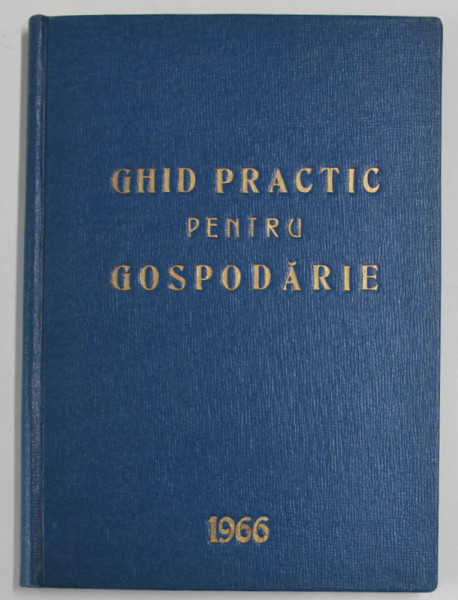 GHID PRACTIC
PENTRU
GOSPODĂRIE
1966